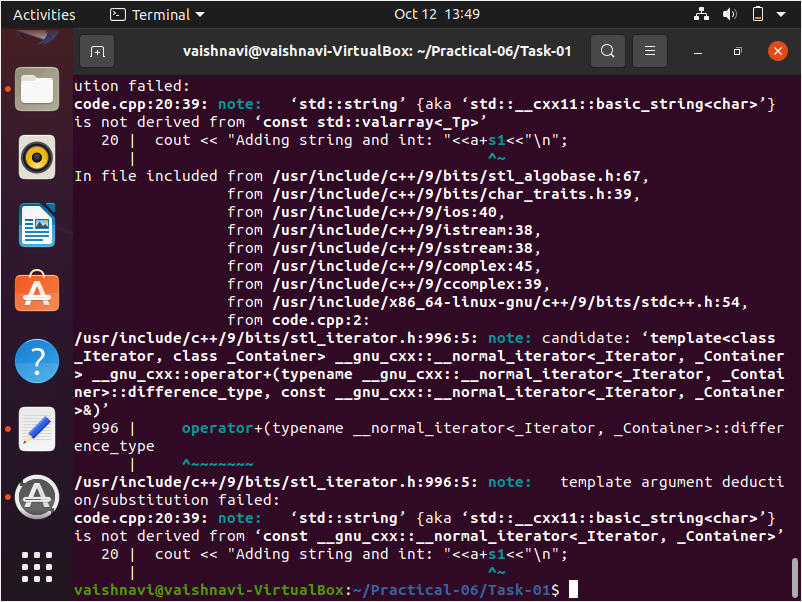 Activities Terminal Oct 12 13:49
vaishnavi@vaishnavi-VirtualBox: ~/Practical-06/Task-01
ution failed:
code.cpp:20:39: note:   ‘std::string’ {aka ‘std::__cxx11::basic_string<char>’}
is not derived from ‘const std::valarray<_Tp>’
   20 |  cout << "Adding string and int: "<<a+s1<<"\n";
      |                                       ^~
In file included from /usr/include/c++/9/bits/stl_algobase.h:67,
                 from /usr/include/c++/9/bits/char_traits.h:39,
                 from /usr/include/c++/9/ios:40,
                 from /usr/include/c++/9/istream:38,
                 from /usr/include/c++/9/sstream:38,
                 from /usr/include/c++/9/complex:45,
                 from /usr/include/c++/9/ccomplex:39,
                 from /usr/include/x86_64-linux-gnu/c++/9/bits/stdc++.h:54,
                 from code.cpp:2:
/usr/include/c++/9/bits/stl_iterator.h:996:5: note: candidate: ‘template<class
_Iterator, class _Container> __gnu_cxx::__normal_iterator<_Iterator, _Container
> __gnu_cxx::operator+(typename __gnu_cxx::__normal_iterator<_Iterator, _Contai
ner>::difference_type, const __gnu_cxx::__normal_iterator<_Iterator, _Container
>&)’
  996 |     operator+(typename __normal_iterator<_Iterator, _Container>::differ
ence_type
      |     ^~~~~~~~
/usr/include/c++/9/bits/stl_iterator.h:996:5: note:   template argument deducti
on/substitution failed:
code.cpp:20:39: note:   ‘std::string’ {aka ‘std::__cxx11::basic_string<char>’}
is not derived from ‘const __gnu_cxx::__normal_iterator<_Iterator, _Container>’
   20 |  cout << "Adding string and int: "<<a+s1<<"\n";
      |                                       ^~
vaishnavi@vaishnavi-VirtualBox:~/Practical-06/Task-01$